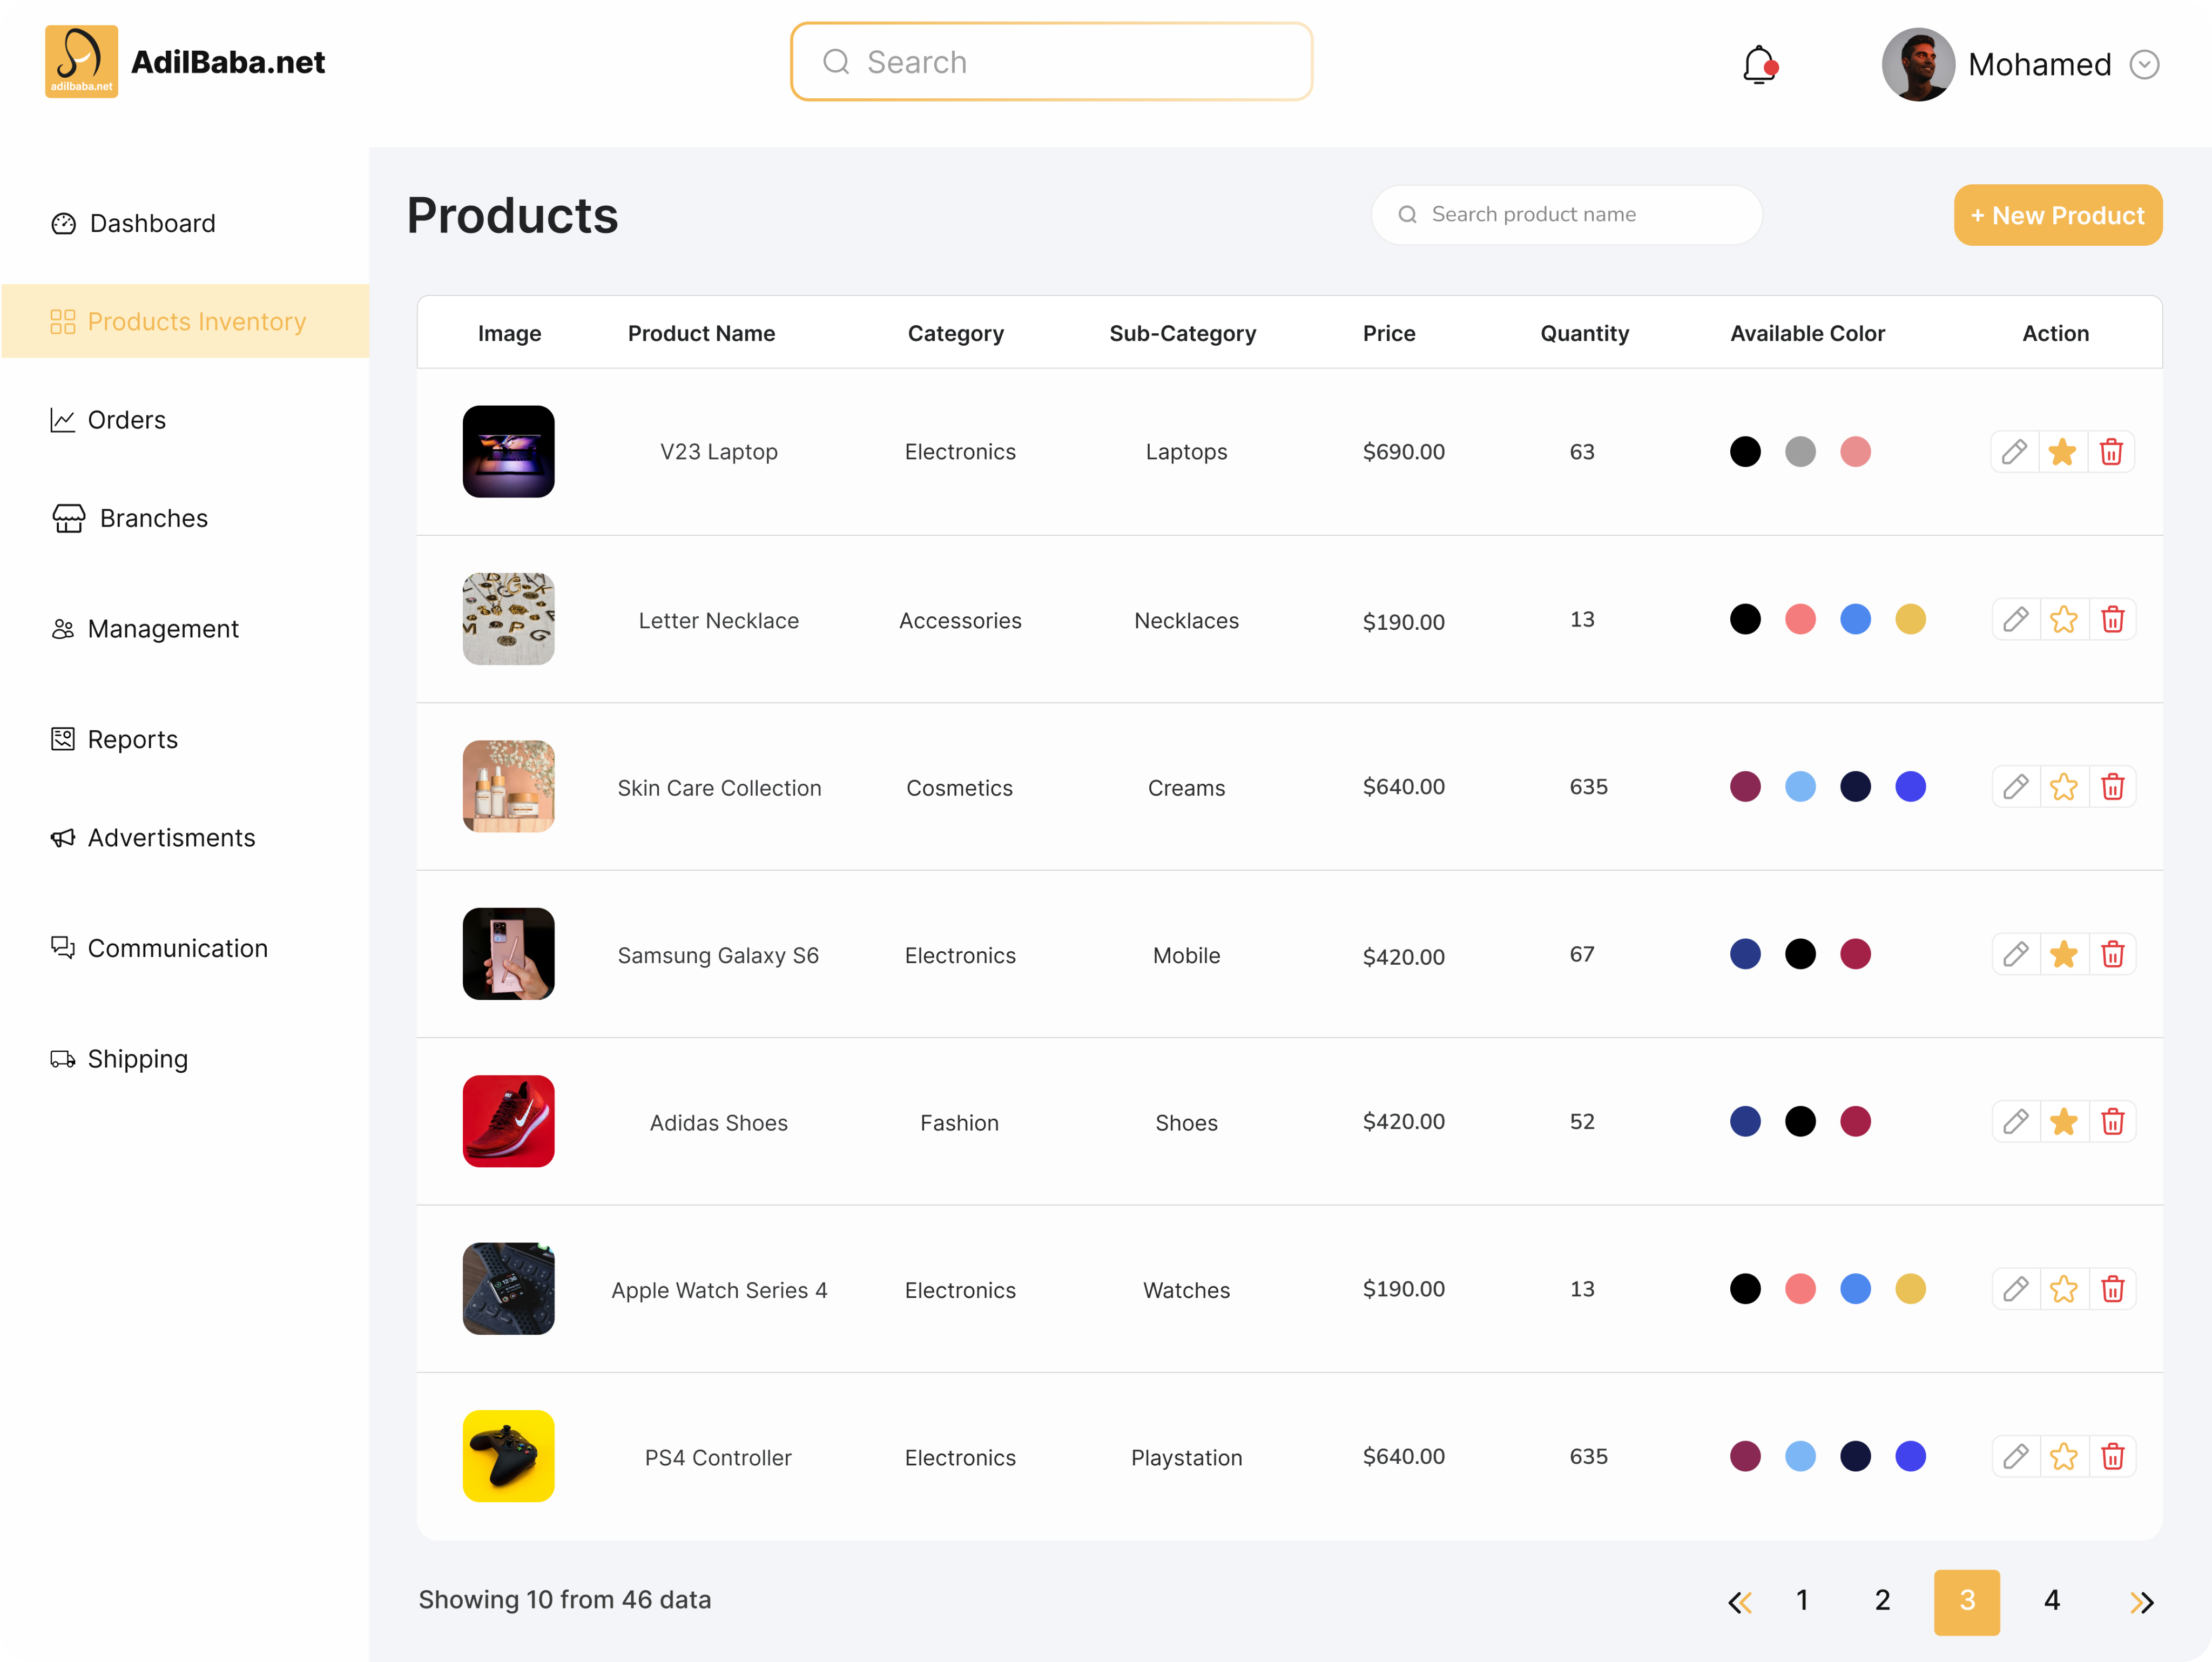 adilbaba.net
AdilBaba.net
Search
Mohamed
Dashboard
Products Inventory
Orders
Branches
Management
Reports
Advertisments
Communication
Shipping
Products
Search product name
+ New Product
Image Product Name Category Sub-Category Price Quantity Available Color Action
V23 Laptop Electronics Laptops $690.00 63
Letter Necklace Accessories Necklaces $190.00 13
Skin Care Collection Cosmetics Creams $640.00 635
Samsung Galaxy S6 Electronics Mobile $420.00 67
Adidas Shoes Fashion Shoes $420.00 52
Apple Watch Series 4 Electronics Watches $190.00 13
PS4 Controller Electronics Playstation $640.00 635
Showing 10 from 46 data
1 2 3 4